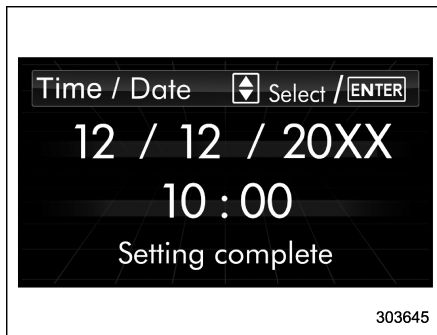 Time / Date Select / ENTER
12 / 12 / 20XX
10 : 00
Setting complete
303645